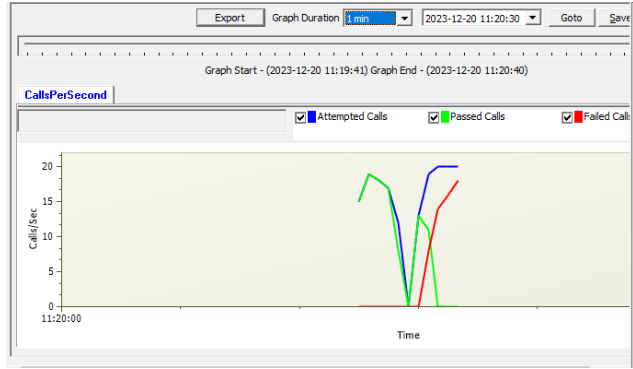 Export Graph Duration 1 min 2023-12-20 11:20:30 Goto Save
Graph Start - (2023-12-20 11:19:41) Graph End - (2023-12-20 11:20:40)
CallsPerSecond
Attempted Calls Passed Calls Failed Calls
20
15
10
5
0
Calls/Sec
11:20:00
Time